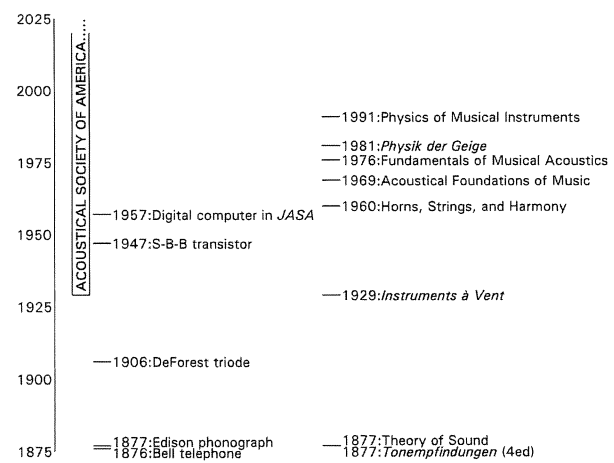 2025
2000
1975
1950
1925
1900
1875
ACOUSTICAL SOCIETY OF AMERICA.....
1957:Digital computer in JASA
1947:S-B-B transistor
1906:DeForest triode
1877:Edison phonograph
1876:Bell telephone
1991:Physics of Musical Instruments
1981:Physik der Geige
1976:Fundamentals of Musical Acoustics
1969:Acoustical Foundations of Music
1960:Horns, Strings, and Harmony
1929:Instruments à Vent
1877:Theory of Sound
1877:Tonempfindungen (4ed)